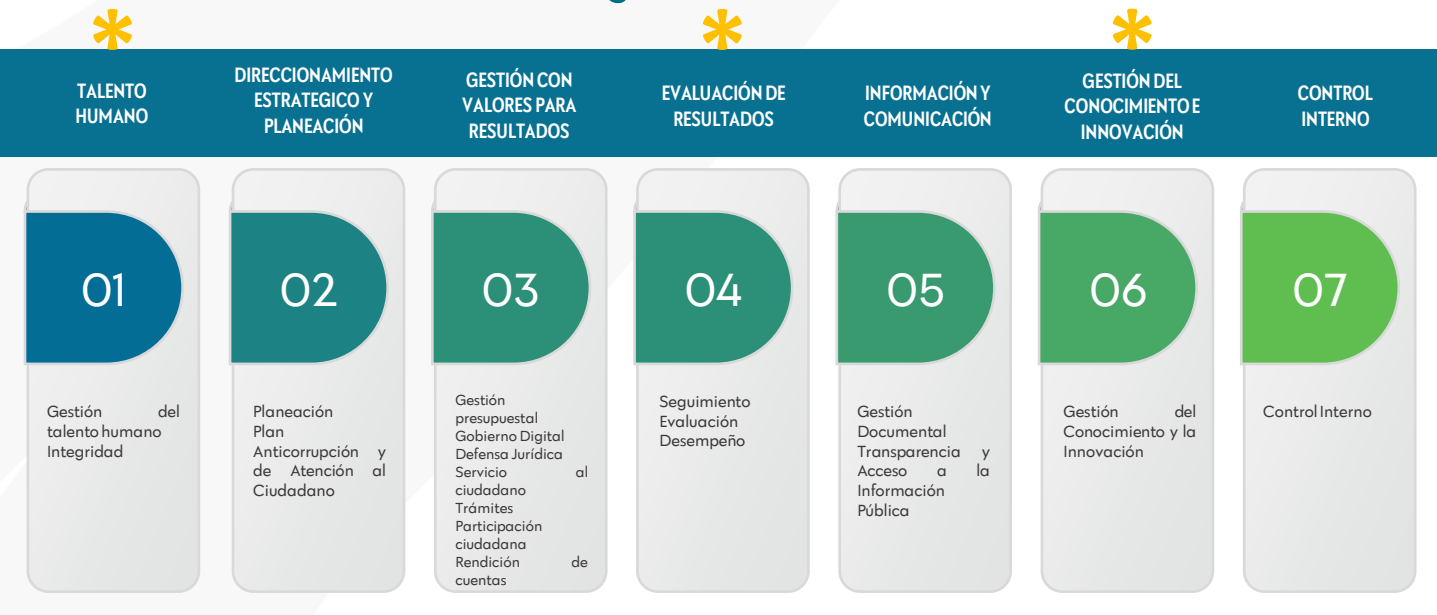 TALENTO
HUMANO
DIRECCIONAMIENTO
ESTRATEGICO Y
PLANEACIÓN
GESTIÓN CON
VALORES PARA
RESULTADOS
EVALUACIÓN DE
RESULTADOS
INFORMACIÓN Y
COMUNICACIÓN
GESTIÓN DEL
CONOCIMIENTO E
INNOVACIÓN
CONTROL
INTERNO
01
02
03
04
05
06
07
Gestión del
talento humano
Integridad
Planeación
Plan
Anticorrupción y
de Atención al
Ciudadano
Gestión
presupuestal
Gobierno Digital
Defensa Jurídica
Servicio al
ciudadano
Trámites
Participación
ciudadana
Rendición de
cuentas
Seguimiento
Evaluación
Desempeño
Gestión
Documental
Transparencia y
Acceso a la
Información
Pública
Gestión del
Conocimiento y la
Innovación
Control Interno